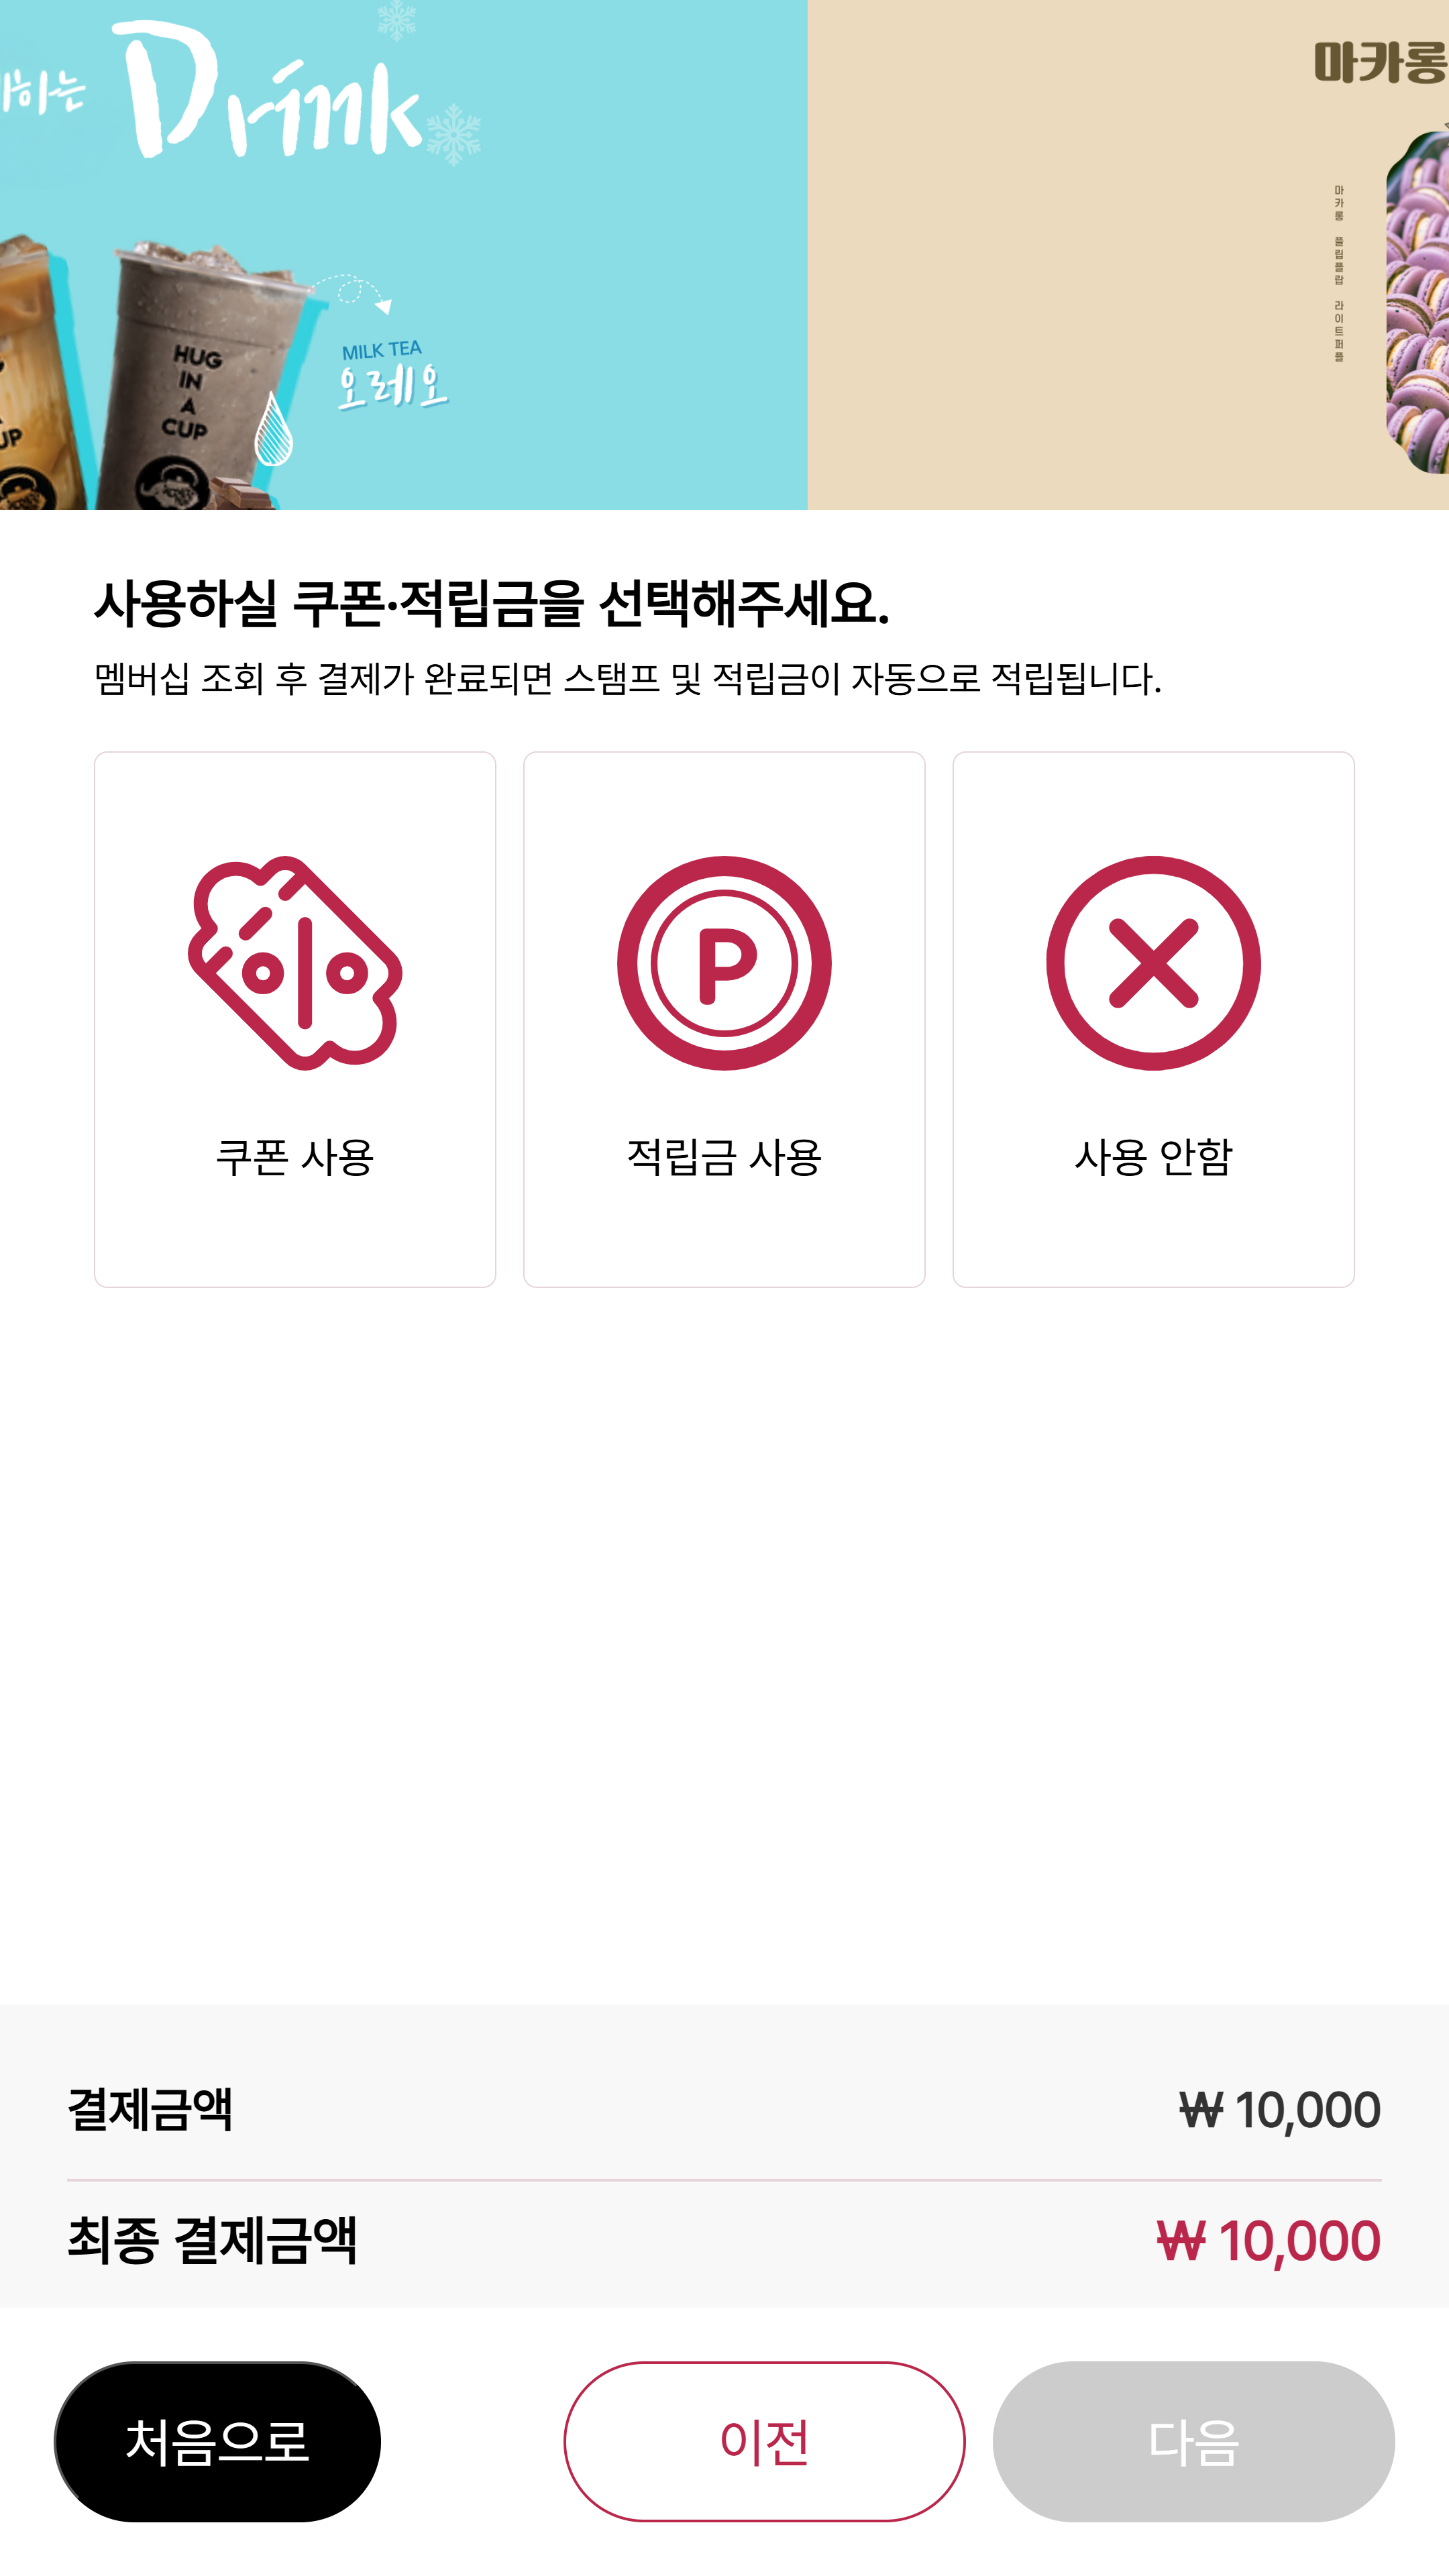 하는 Drink
마카롱
마카롱 플립플랍 라이트퍼플
HUG
IN
A
CUP
UP
MILK TEA
오레오
사용하실 쿠폰·적립금을 선택해주세요.
멤버십 조회 후 결제가 완료되면 스탬프 및 적립금이 자동으로 적립됩니다.
P
쿠폰 사용
적립금 사용
사용 안함
결제금액
₩ 10,000
최종 결제금액
₩ 10,000
처음으로
이전
다음